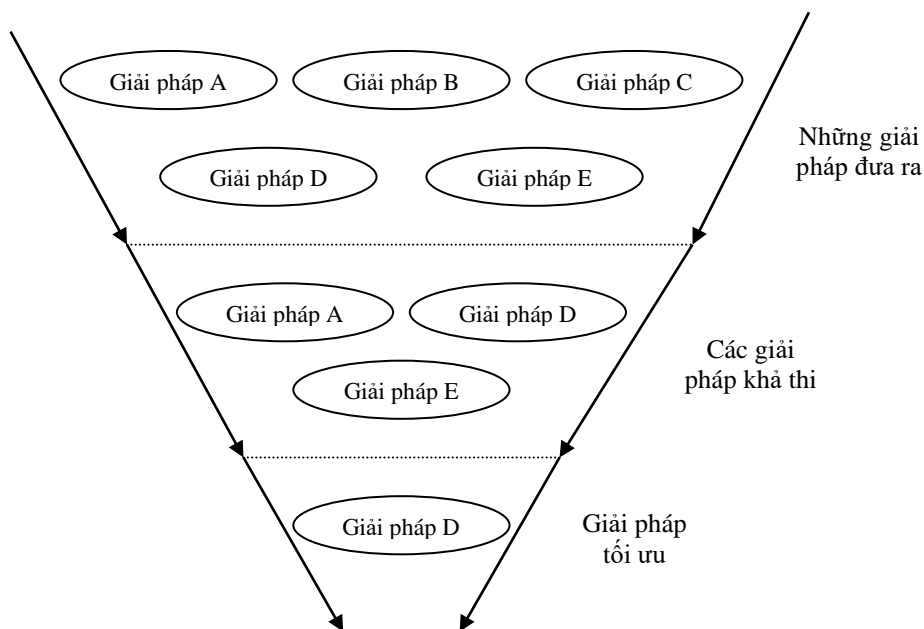 Giải pháp A
Giải pháp B
Giải pháp C
Những giải
pháp đưa ra
Giải pháp D
Giải pháp E
Giải pháp A
Giải pháp D
Các giải
pháp khả thi
Giải pháp E
Giải pháp D
Giải pháp
tối ưu